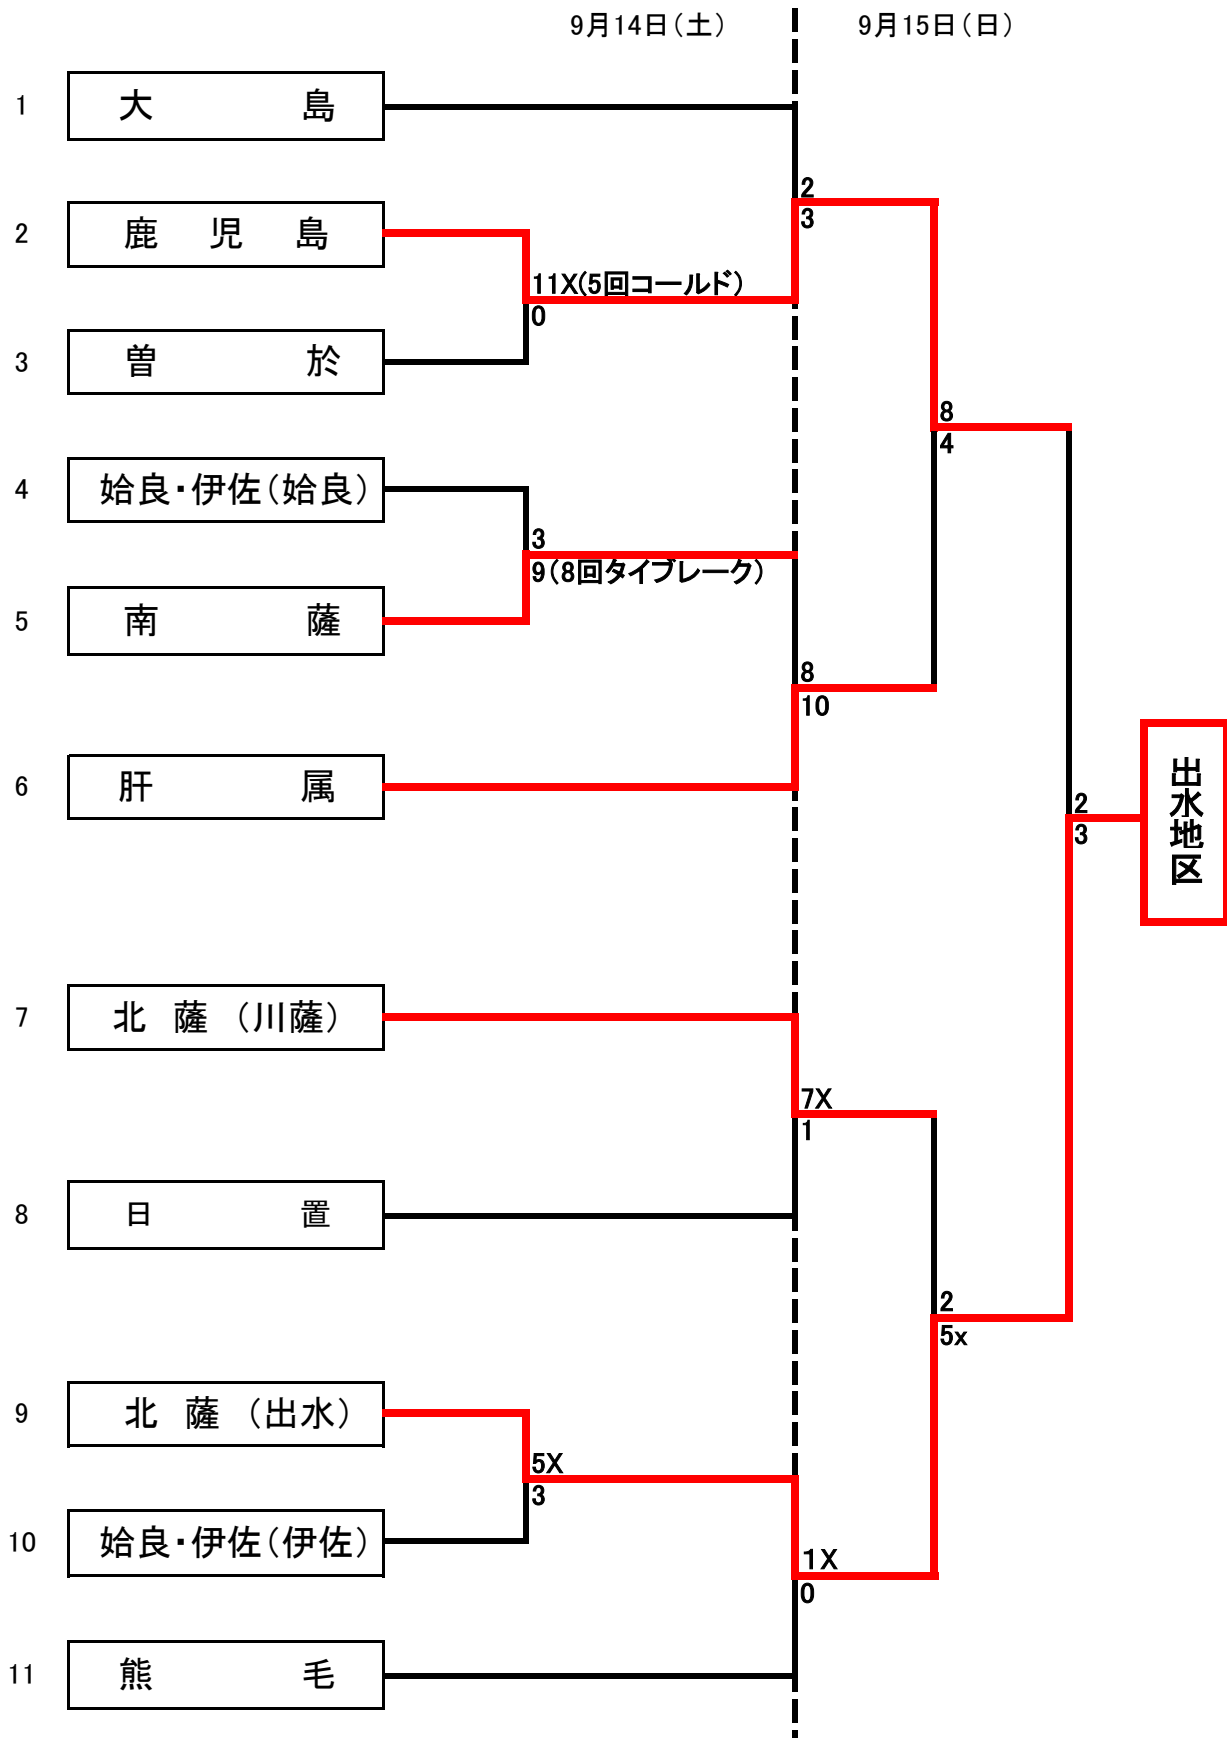 9月14日（土）
9月15日（日）
1
大島
2
3
2
鹿児島
11X(5回コールド）
0
3
曽於
8
4
4
姶良・伊佐（姶良）
3
9（8回タイブレーク）
5
南薩
8
10
6
肝属
2
3
出水地区
7
北薩（川薩）
7X
1
8
日置
2
5x
9
北薩（出水）
5X
3
10
姶良・伊佐（伊佐）
1X
0
11
熊毛